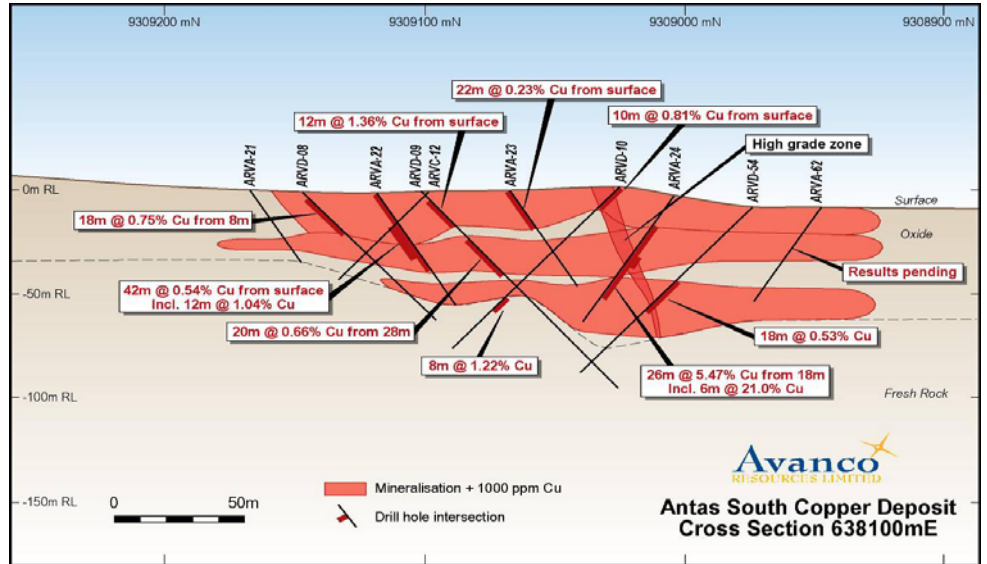 9309200 mN
9309100 mN
9309000 mN
9308900 mN
22m @ 0.23% Cu from surface
12m @ 1.36% Cu from surface
10m @ 0.81% Cu from surface
High grade zone
ARVA-21
ARVD-08
ARVA-22
ARVD-09
ARVC-12
ARVA-23
ARVD-10
ARVA-24
ARVD-54
ARVA-62
0m RL
Surface
18m @ 0.75% Cu from 8m
Oxide
Results pending
42m @ 0.54% Cu from surface
Incl. 12m @ 1.04% Cu
-50m RL
20m @ 0.66% Cu from 28m
18m @ 0.53% Cu
8m @ 1.22% Cu
26m @ 5.47% Cu from 18m
Incl. 6m @ 21.0% Cu
-100m RL
Fresh Rock
Avanco
RESOURCES LIMITED
0
50m
Mineralisation + 1000 ppm Cu
Drill hole intersection
-150m RL
Antas South Copper Deposit
Cross Section 638100mE